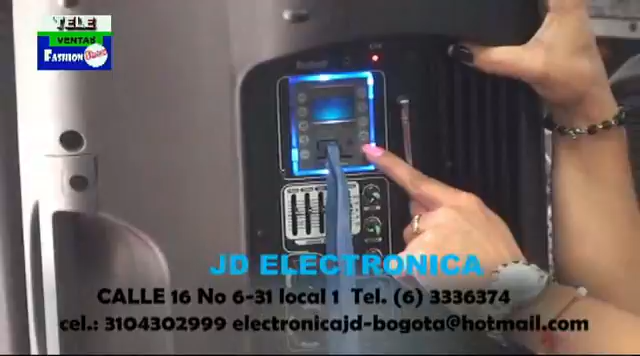 TELE
VENTAS
FASHION
JD ELECTRONICA
CALLE 16 No 6-31 local 1 Tel. (6) 3336374
cel.: 3104302999 electronicajd-bogota@hotmail.com